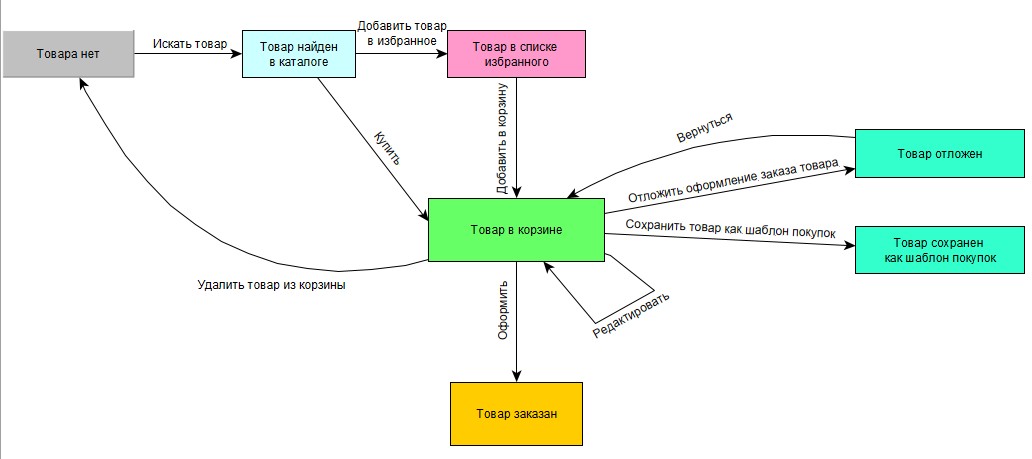 Товара нет
Искать товар
Товар найден
в каталоге
Добавить товар
в избранное
Товар в списке
избранного
Купить
Добавить в корзину
Вернуться
Товар отложен
Отложить оформление заказа товара
Товар в корзине
Сохранить товар как шаблон покупок
Товар сохранен
как шаблон покупок
Удалить товар из корзины
Оформить
Редактировать
Товар заказан